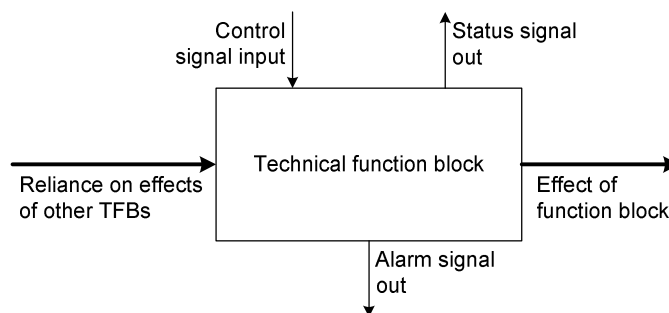 Control
signal input
Status signal
out
Technical function block
Reliance on effects
of other TFBs
Effect of
function block
Alarm signal
out